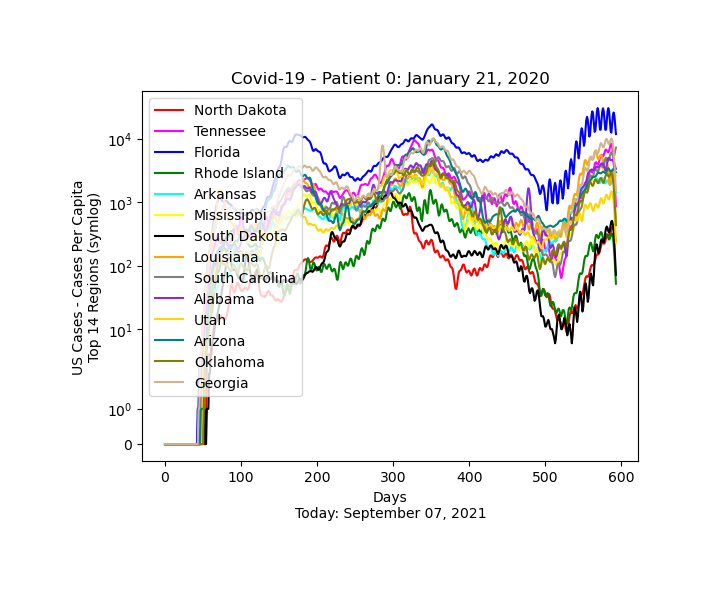 Covid-19 - Patient 0: January 21, 2020
US Cases - Cases Per Capita
Top 14 Regions (symlog)
10^4
10^3
10^2
10^1
10^0
0
North Dakota
Tennessee
Florida
Rhode Island
Arkansas
Mississippi
South Dakota
Louisiana
South Carolina
Alabama
Utah
Arizona
Oklahoma
Georgia
0 100 200 300 400 500 600
Days
Today: September 07, 2021